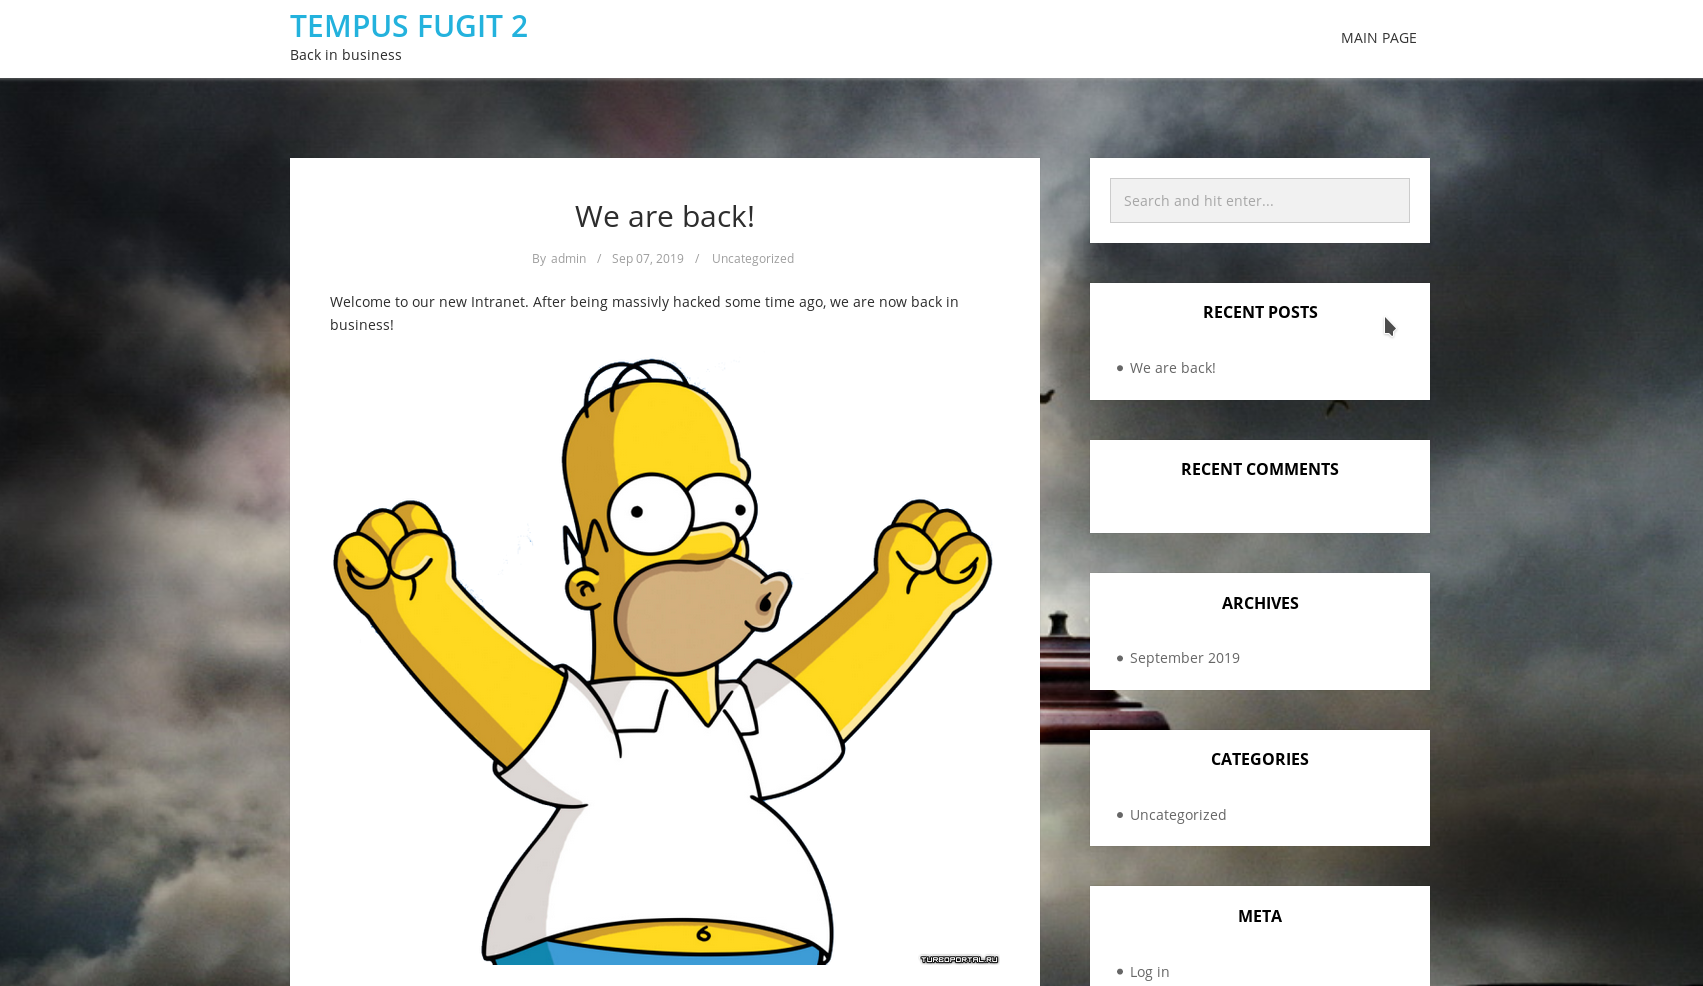 TEMPUS FUGIT 2
Back in business
MAIN PAGE
We are back!
By admin / Sep 07, 2019 / Uncategorized
Welcome to our new Intranet. After being massivly hacked some time ago, we are now back in
business!
TURBOPORTAL.RU
Search and hit enter...
RECENT POSTS
We are back!
RECENT COMMENTS
ARCHIVES
September 2019
CATEGORIES
Uncategorized
META
Log in